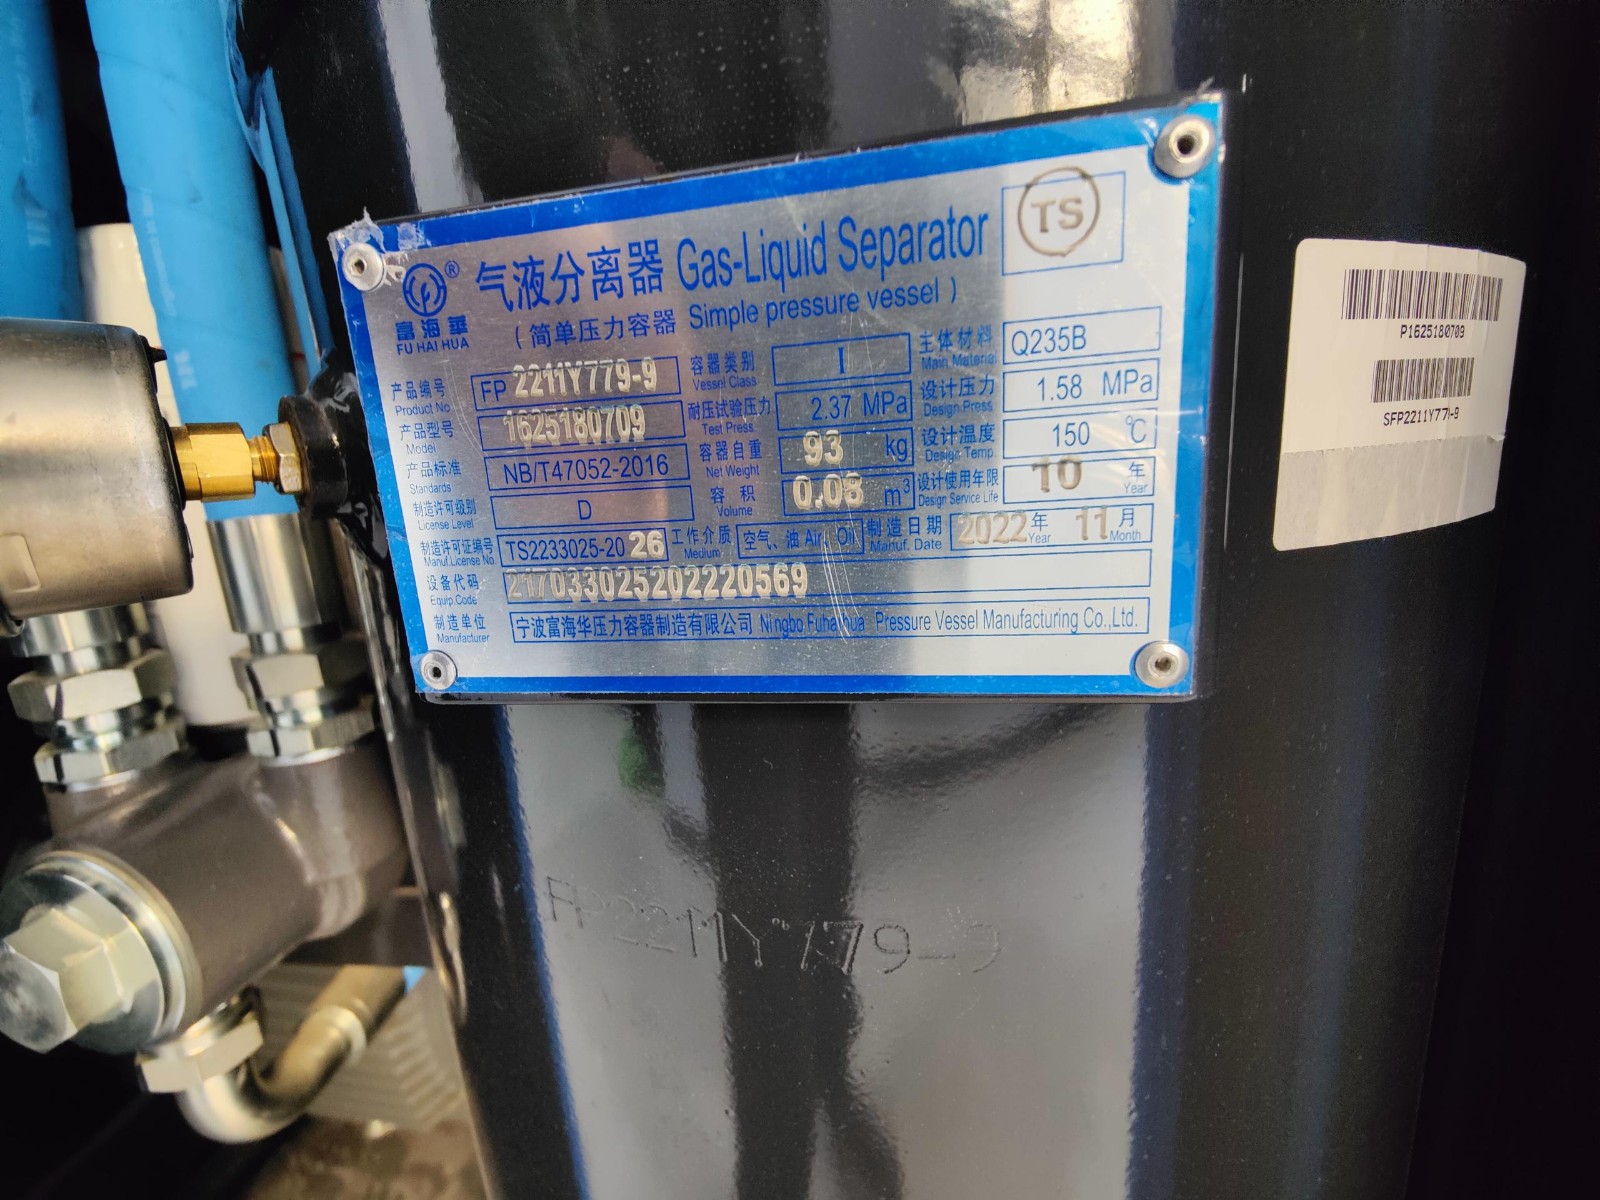 富海華®
FU HAI HUA
气液分离器 Gas-Liquid Separator
(简单压力容器 Simple pressure vessel )
TS
产品编号 FP 2211Y779-9 容器类别 I 主体材料 Q235B
Product No Vessel Class Main Material
产品型号 1625180709 耐压试验压力 2.37 MPa 设计压力 1.58 MPa
Model Test Press Design Press
产品标准 NB/T47052-2016 容器自重 93 kg 设计温度 150 ℃
Standards Net Weight Design Temp
制造许可级别 D 容积 0.08 m³ 设计使用年限 10 年
License Level Volume Design Service Life Year
制造许可证编号 TS2233025-2026 工作介质 空气、油 Air、Oil 制造日期 2022 年 11 月
Manuf.License No. Medium Manuf. Date Year Month
设备代码 217033025202220569
Equip.Code
制造单位 宁波富海华压力容器制造有限公司 Ningbo Fuhaihua Pressure Vessel Manufacturing Co.,Ltd.
Manufacturer
P1625180709
SFP2211Y779-9
FP2211Y779-9